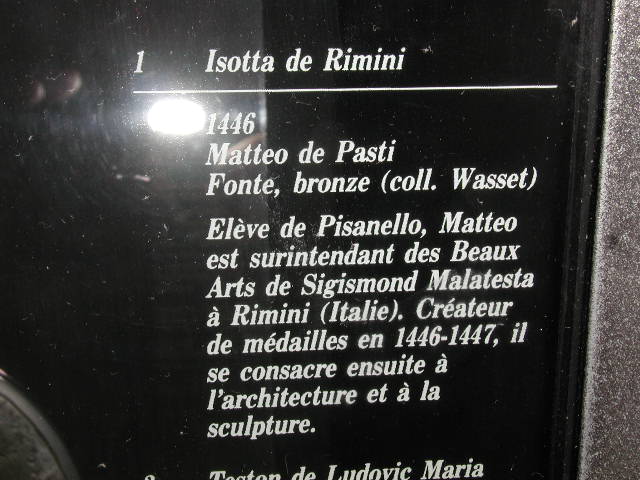 1 Isotta de Rimini
1446
Matteo de Pasti
Fonte, bronze (coll. Wasset)
Elève de Pisanello, Matteo
est surintendant des Beaux
Arts de Sigismond Malatesta
à Rimini (Italie). Créateur
de médailles en 1446-1447, il
se consacre ensuite à
l'architecture et à la
sculpture.
2 Teston de Ludovic Maria